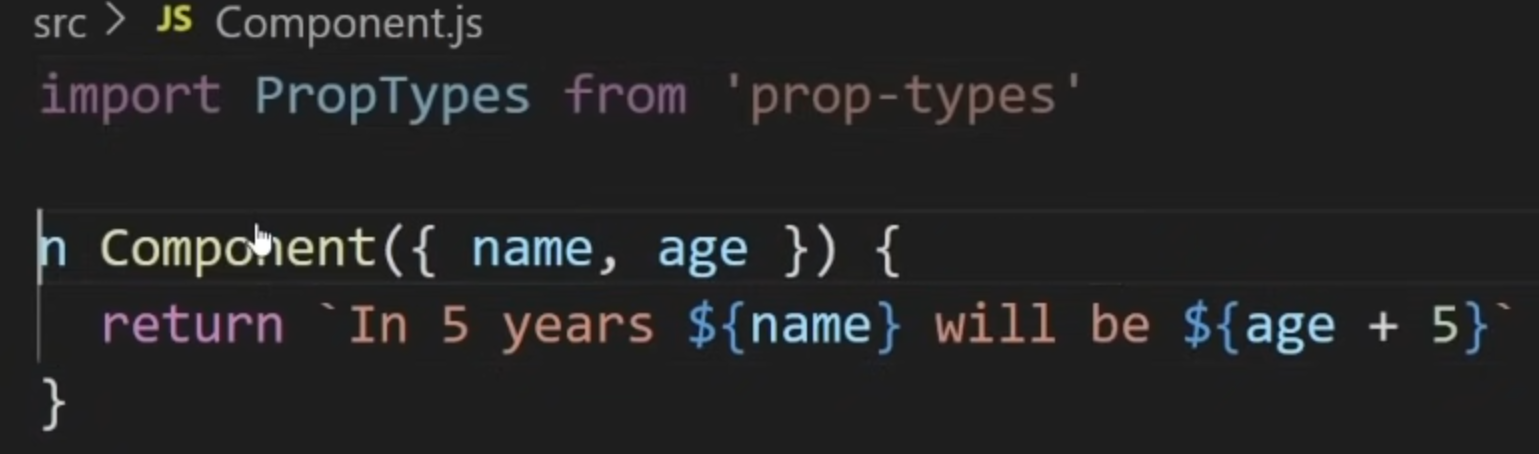 src > JS Component.js
import PropTypes from 'prop-types'
n Component({ name, age }) {
return `In 5 years ${name} will be ${age + 5}`
}